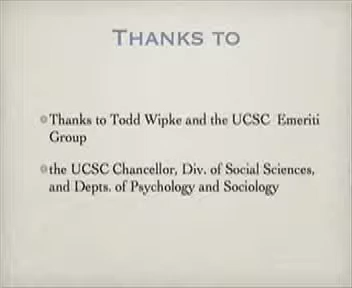 THANKS TO
Thanks to Todd Wipke and the UCSC Emeriti
Group
the UCSC Chancellor, Div. of Social Sciences,
and Depts. of Psychology and Sociology